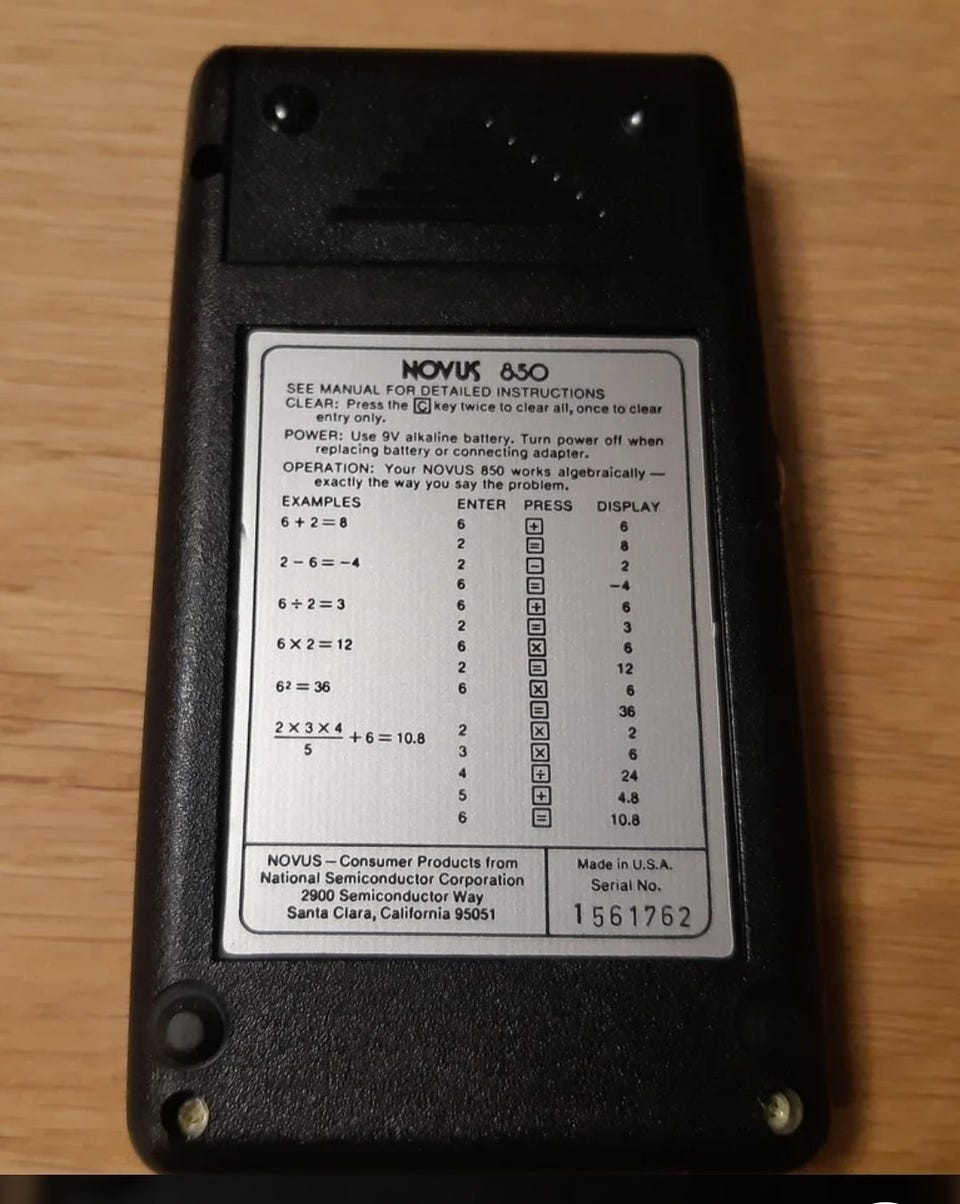 NOVUS 850
SEE MANUAL FOR DETAILED INSTRUCTIONS
CLEAR: Press the C key twice to clear all, once to clear
entry only.
POWER: Use 9V alkaline battery. Turn power off when
replacing battery or connecting adapter.
OPERATION: Your NOVUS 850 works algebraically —
exactly the way you say the problem.
EXAMPLES ENTER PRESS DISPLAY
6 + 2 = 8 6 + 6
2 = 8
2 - 6 = -4 2 - 2
6 = -4
6 ÷ 2 = 3 6 + 6
2 = 3
6 X 2 = 12 6 X 6
2 = 12
6² = 36 6 X 6
= 36
2 X 3 X 4 / 5 + 6 = 10.8 2 X 2
3 X 6
4 ÷ 24
5 + 4.8
6 = 10.8
NOVUS — Consumer Products from
National Semiconductor Corporation
2900 Semiconductor Way
Santa Clara, California 95051
Made in U.S.A.
Serial No.
1561762